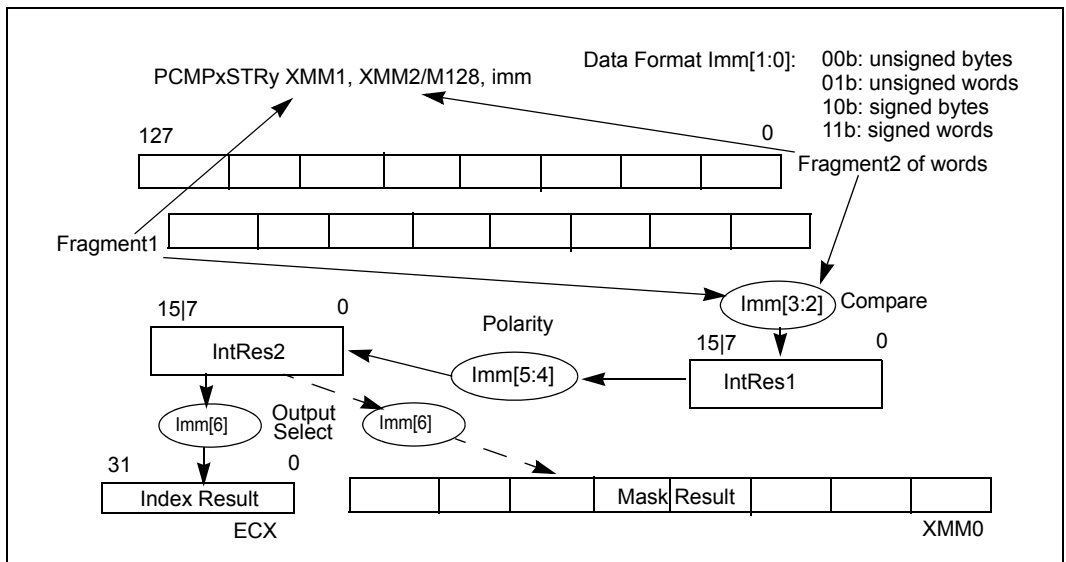 Data Format Imm[1:0]: 00b: unsigned bytes
PCMPxSTRy XMM1, XMM2/M128, imm
01b: unsigned words
10b: signed bytes
11b: signed words
127 0
Fragment2 of words
Fragment1
Imm[3:2] Compare
15|7 0
Polarity
15|7 0
IntRes2
Imm[5:4]
IntRes1
Imm[6]
Output
Select
Imm[6]
31 0
Index Result
Mask Result
ECX
XMM0